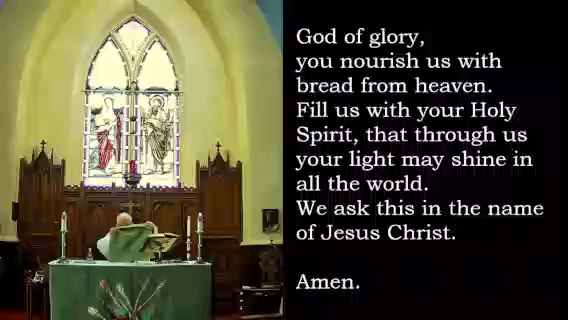 God of glory,
you nourish us with
bread from heaven.
Fill us with your Holy
Spirit, that through us
your light may shine in
all the world.
We ask this in the name
of Jesus Christ.
Amen.